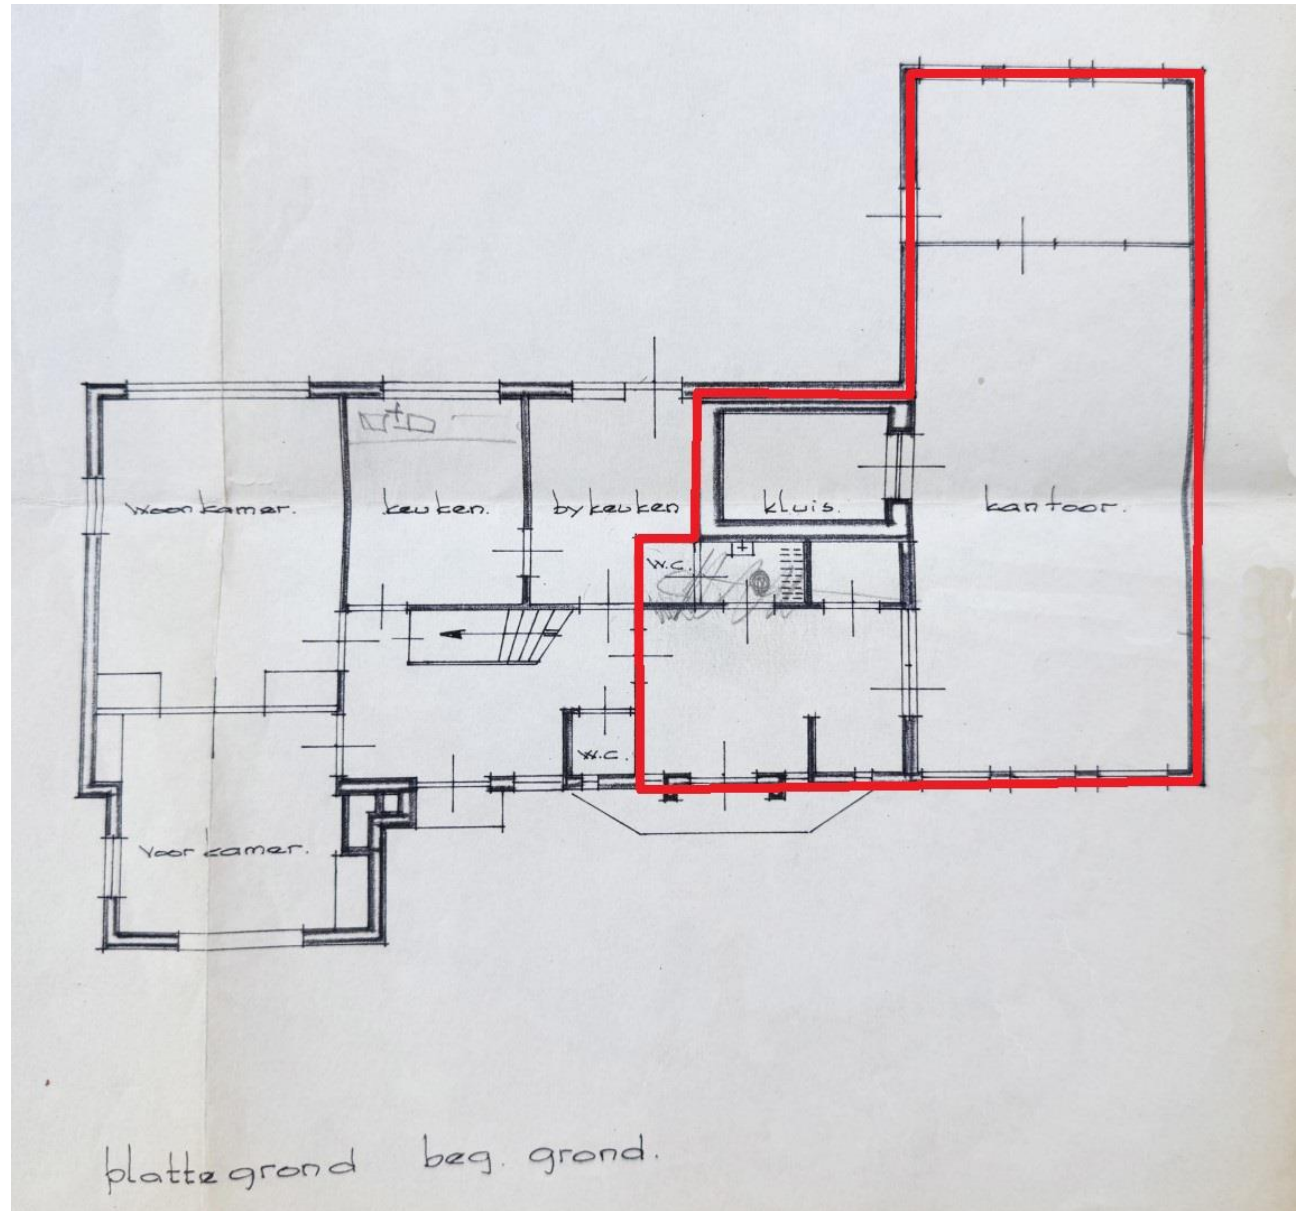 woonkamer.
keuken.
bykeuken
kluis.
kantoor.
w.c.
w.c.
voorkamer.
plattegrond beg. grond.